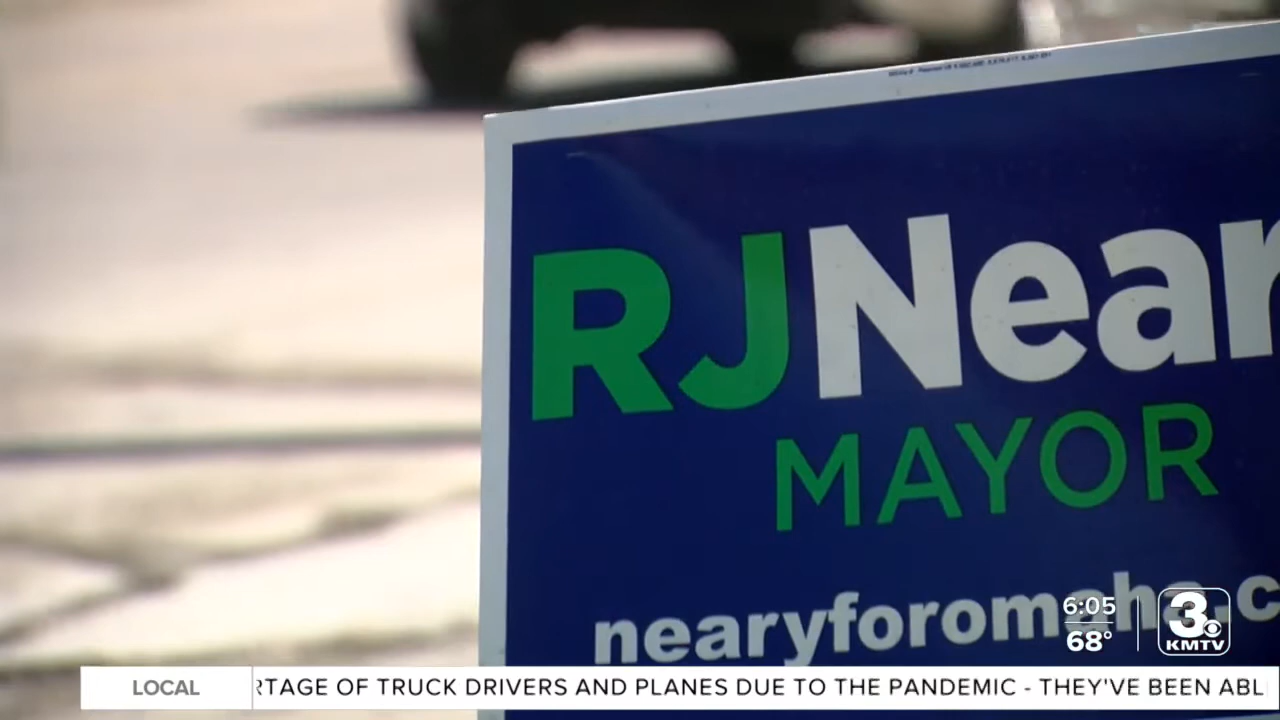 RJNear
MAYOR
nearyforomaha.c
6:05
68°
3
KMTV
LOCAL
RTAGE OF TRUCK DRIVERS AND PLANES DUE TO THE PANDEMIC - THEY'VE BEEN ABL